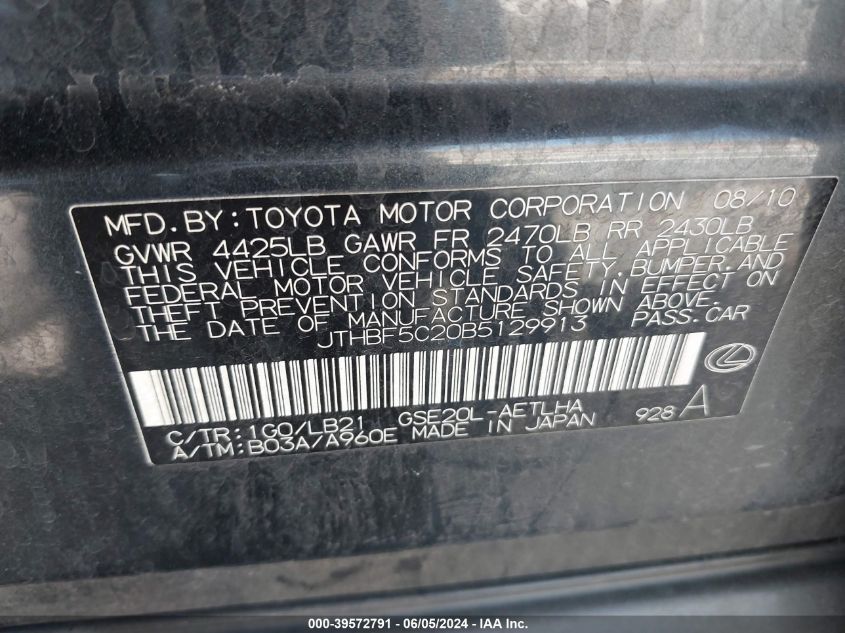 MFD.BY:TOYOTA MOTOR CORPORATION 08/10
GVWR 4425LB GAWR FR 2470LB RR 2430LB
THIS VEHICLE CONFORMS TO ALL APPLICABLE
FEDERAL MOTOR VEHICLE SAFETY,BUMPER,AND
THEFT PREVENTION STANDARDS IN EFFECT ON
THE DATE OF MANUFACTURE SHOWN ABOVE.
JTHBF5C20B5129913 PASS.CAR
C/TR:1G0/LB21 GSE20L-AETLHA 928 A
A/TM:B03A/A960E MADE IN JAPAN
000-39572791 - 06/05/2024 - IAA Inc.